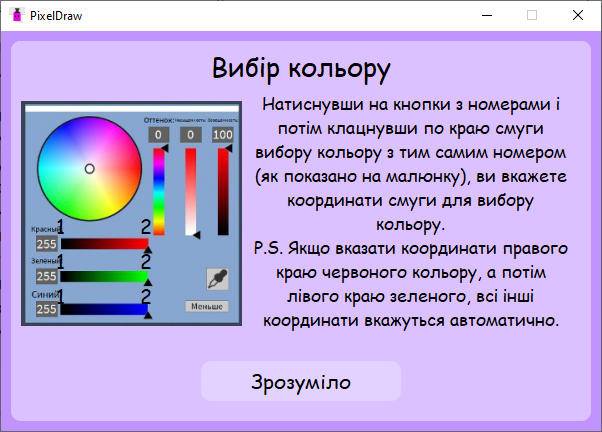 PixelDraw
Вибір кольору
Оттенок: Насыщенность: Освещенность:
0 0 100
Красный
1 2
255
Зеленый
1 2
255
Синий
1 2
255
Меньше
Натиснувши на кнопки з номерами і
потім клацнувши по краю смуги
вибору кольору з тим самим номером
(як показано на малюнку), ви вкажете
координати смуги для вибору
кольору.
P.S. Якщо вказати координати правого
краю червоного кольору, а потім
лівого краю зеленого, всі інші
координати вкажуться автоматично.
Зрозуміло